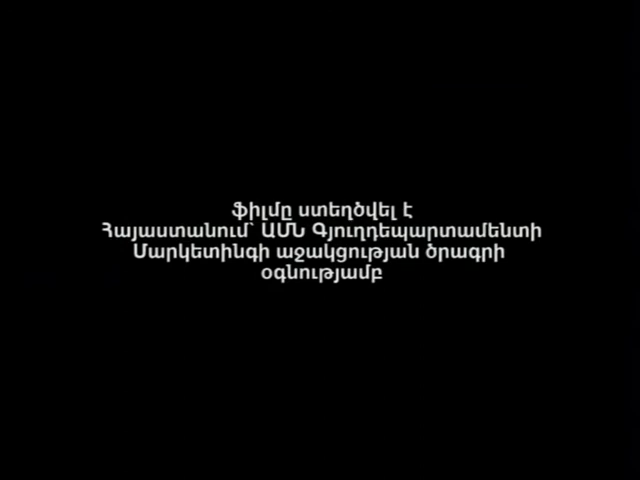 Ֆիլմը ստեղծվել է
Հայաստանում՝ ԱՄՆ Գյուղդեպարտամենտի
Մարկետինգի աջակցության ծրագրի
օգնությամբ